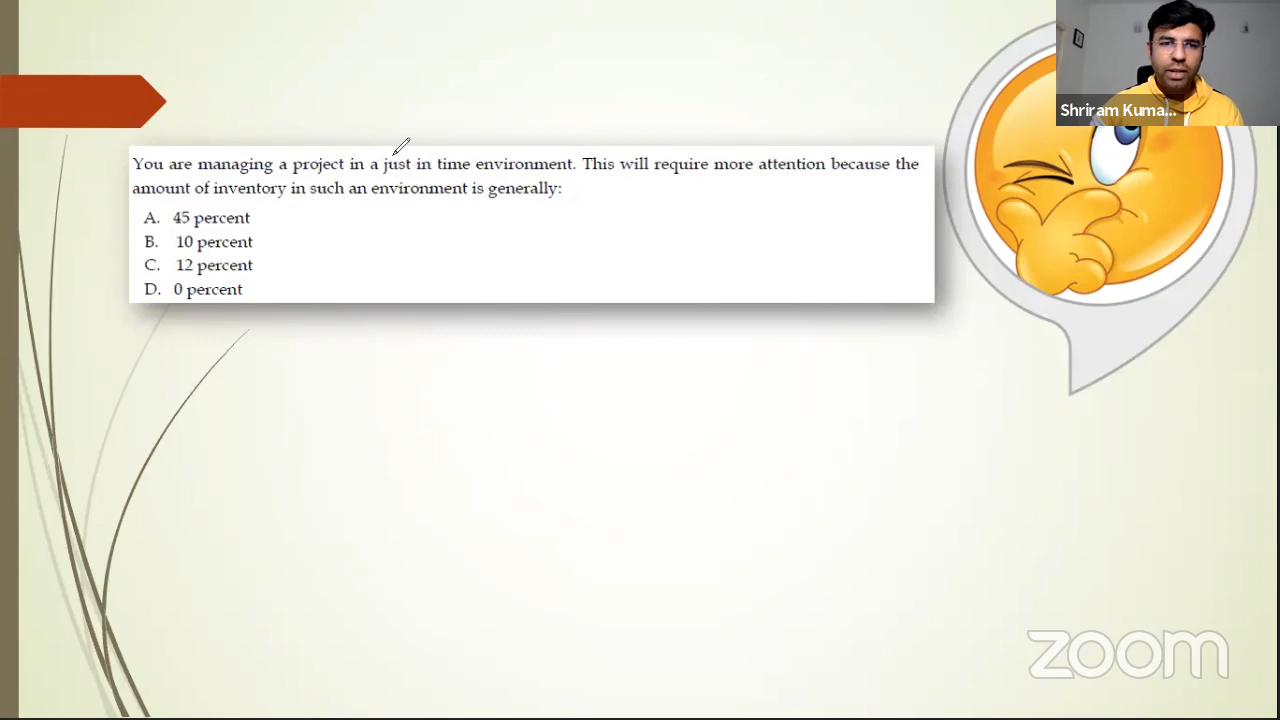 Shriram Kuma...
You are managing a project in a just in time environment. This will require more attention because the
amount of inventory in such an environment is generally:
A. 45 percent
B. 10 percent
C. 12 percent
D. 0 percent
zoom